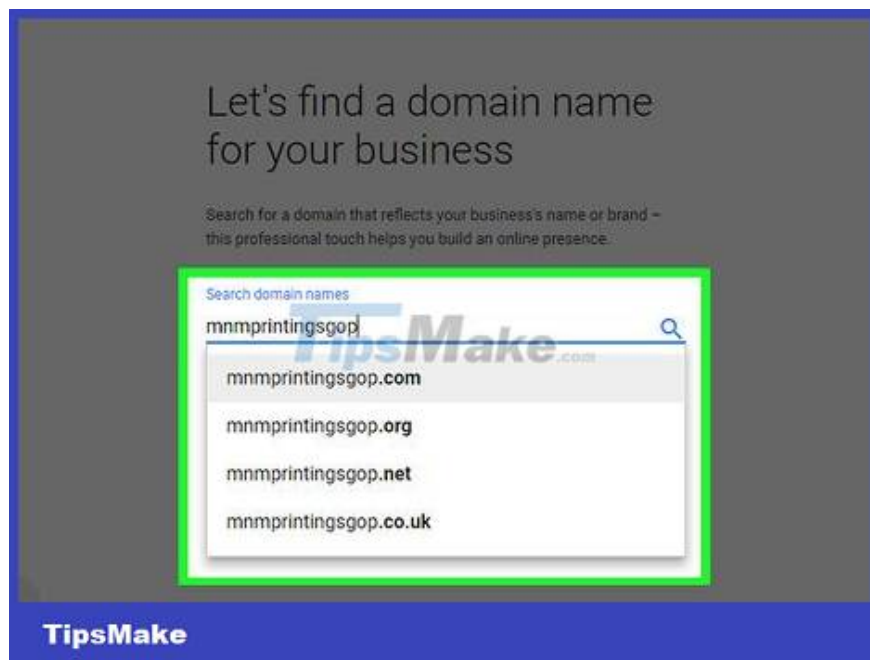 Let's find a domain name
for your business
Search for a domain that reflects your business's name or brand –
this professional touch helps you build an online presence.
Search domain names
mnmprintingsgop
TipsMake.com
mnmprintingsgop.com
mnmprintingsgop.org
mnmprintingsgop.net
mnmprintingsgop.co.uk
TipsMake